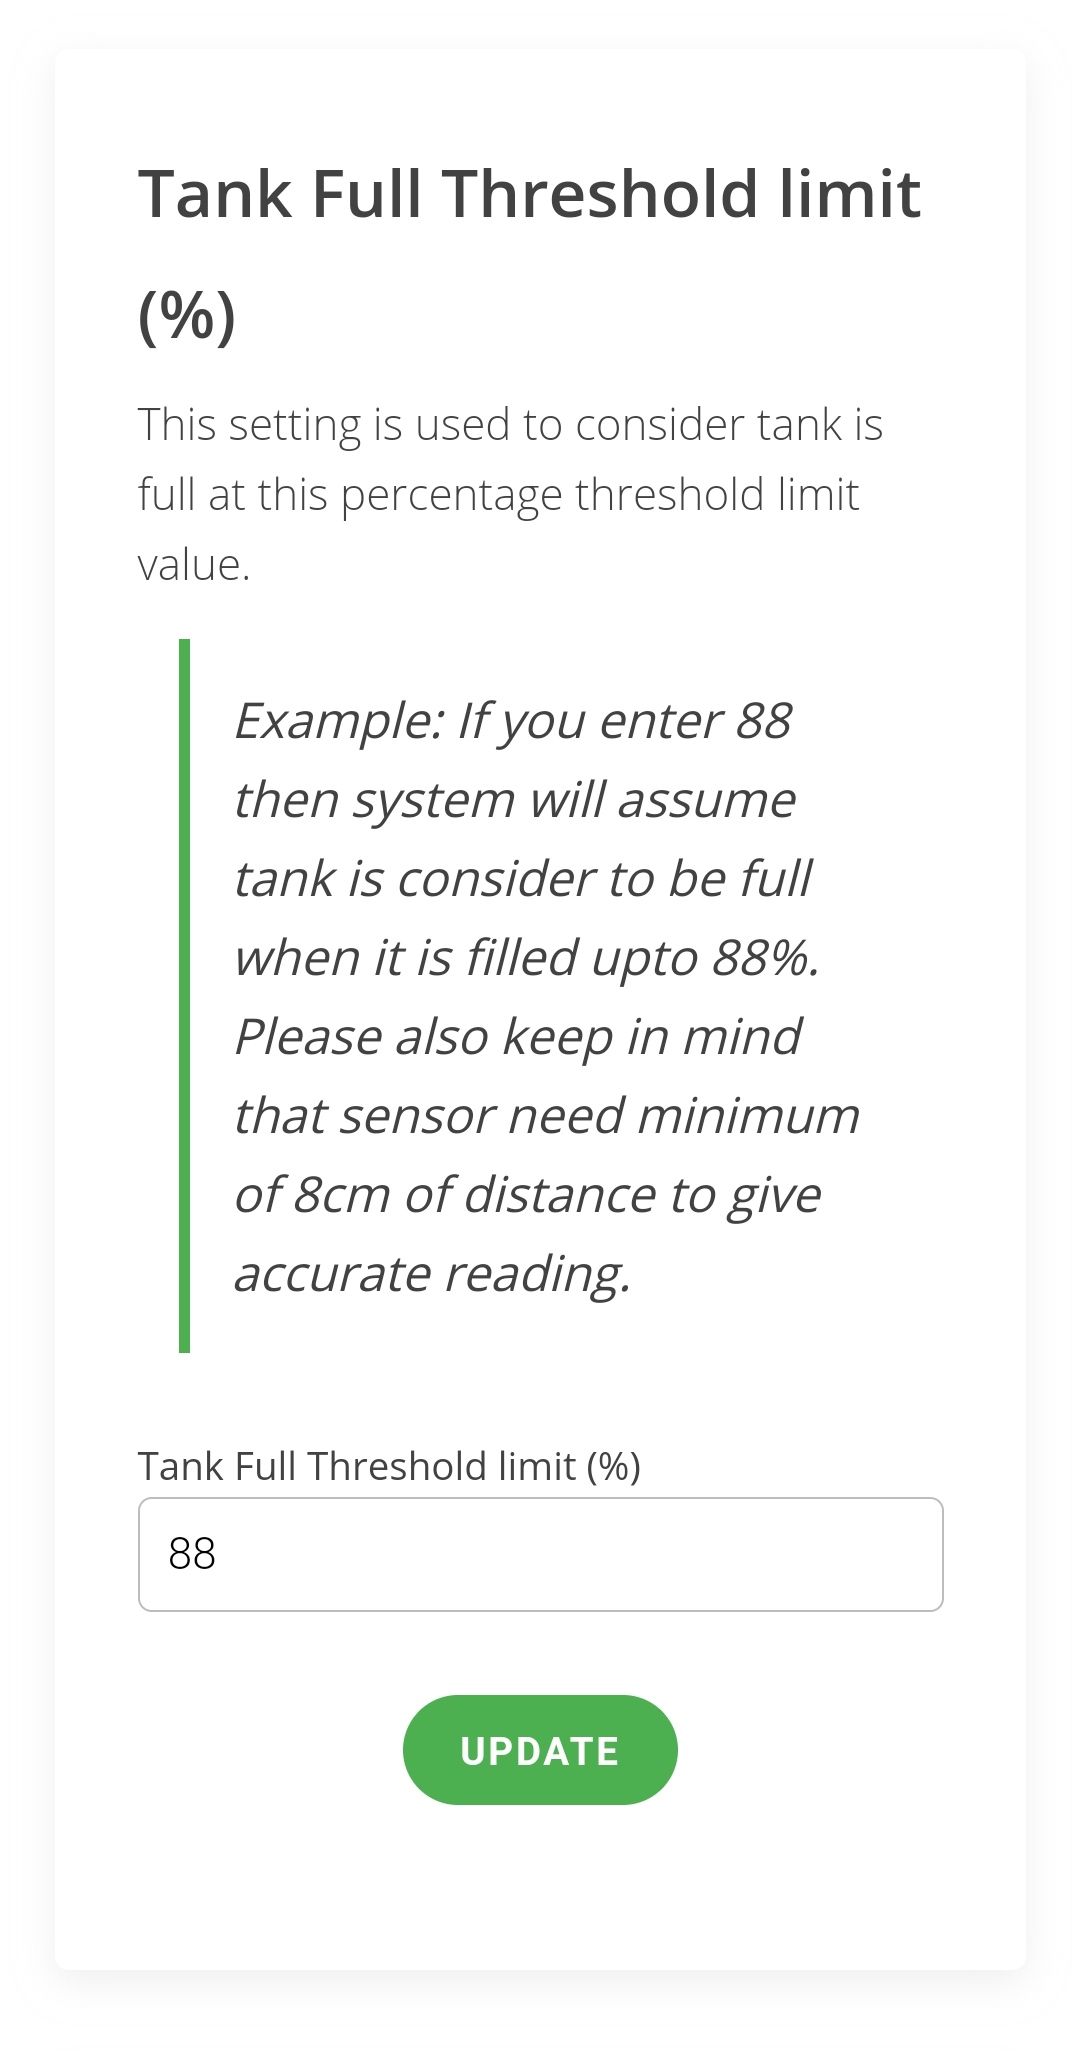 Tank Full Threshold limit
(%)
This setting is used to consider tank is
full at this percentage threshold limit
value.
Example: If you enter 88
then system will assume
tank is consider to be full
when it is filled upto 88%.
Please also keep in mind
that sensor need minimum
of 8cm of distance to give
accurate reading.
Tank Full Threshold limit (%)
88
UPDATE